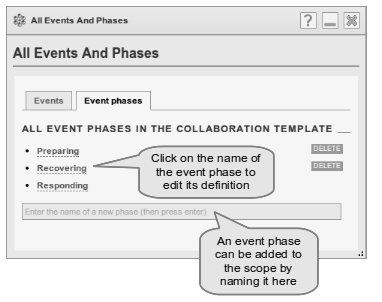 All Events And Phases
?
All Events And Phases
Events
Event phases
ALL EVENT PHASES IN THE COLLABORATION TEMPLATE
Preparing
DELETE
Recovering
DELETE
Responding
Click on the name of
the event phase to
edit its definition
Enter the name of a new phase (then press enter)
An event phase
can be added to
the scope by
naming it here